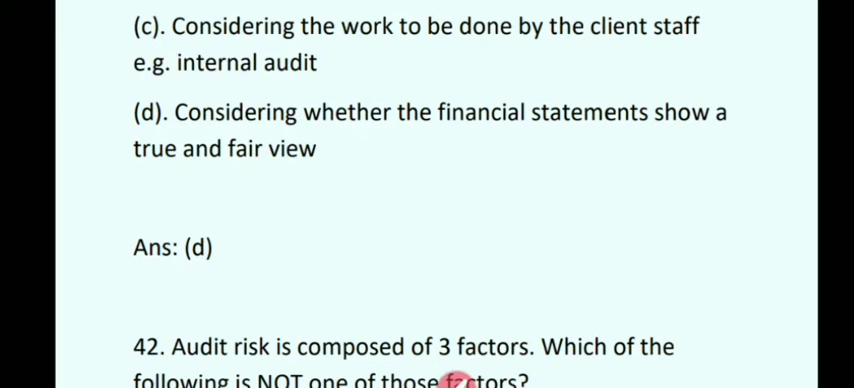 (c). Considering the work to be done by the client staff
e.g. internal audit
(d). Considering whether the financial statements show a
true and fair view
Ans: (d)
42. Audit risk is composed of 3 factors. Which of the
following is NOT one of those factors?